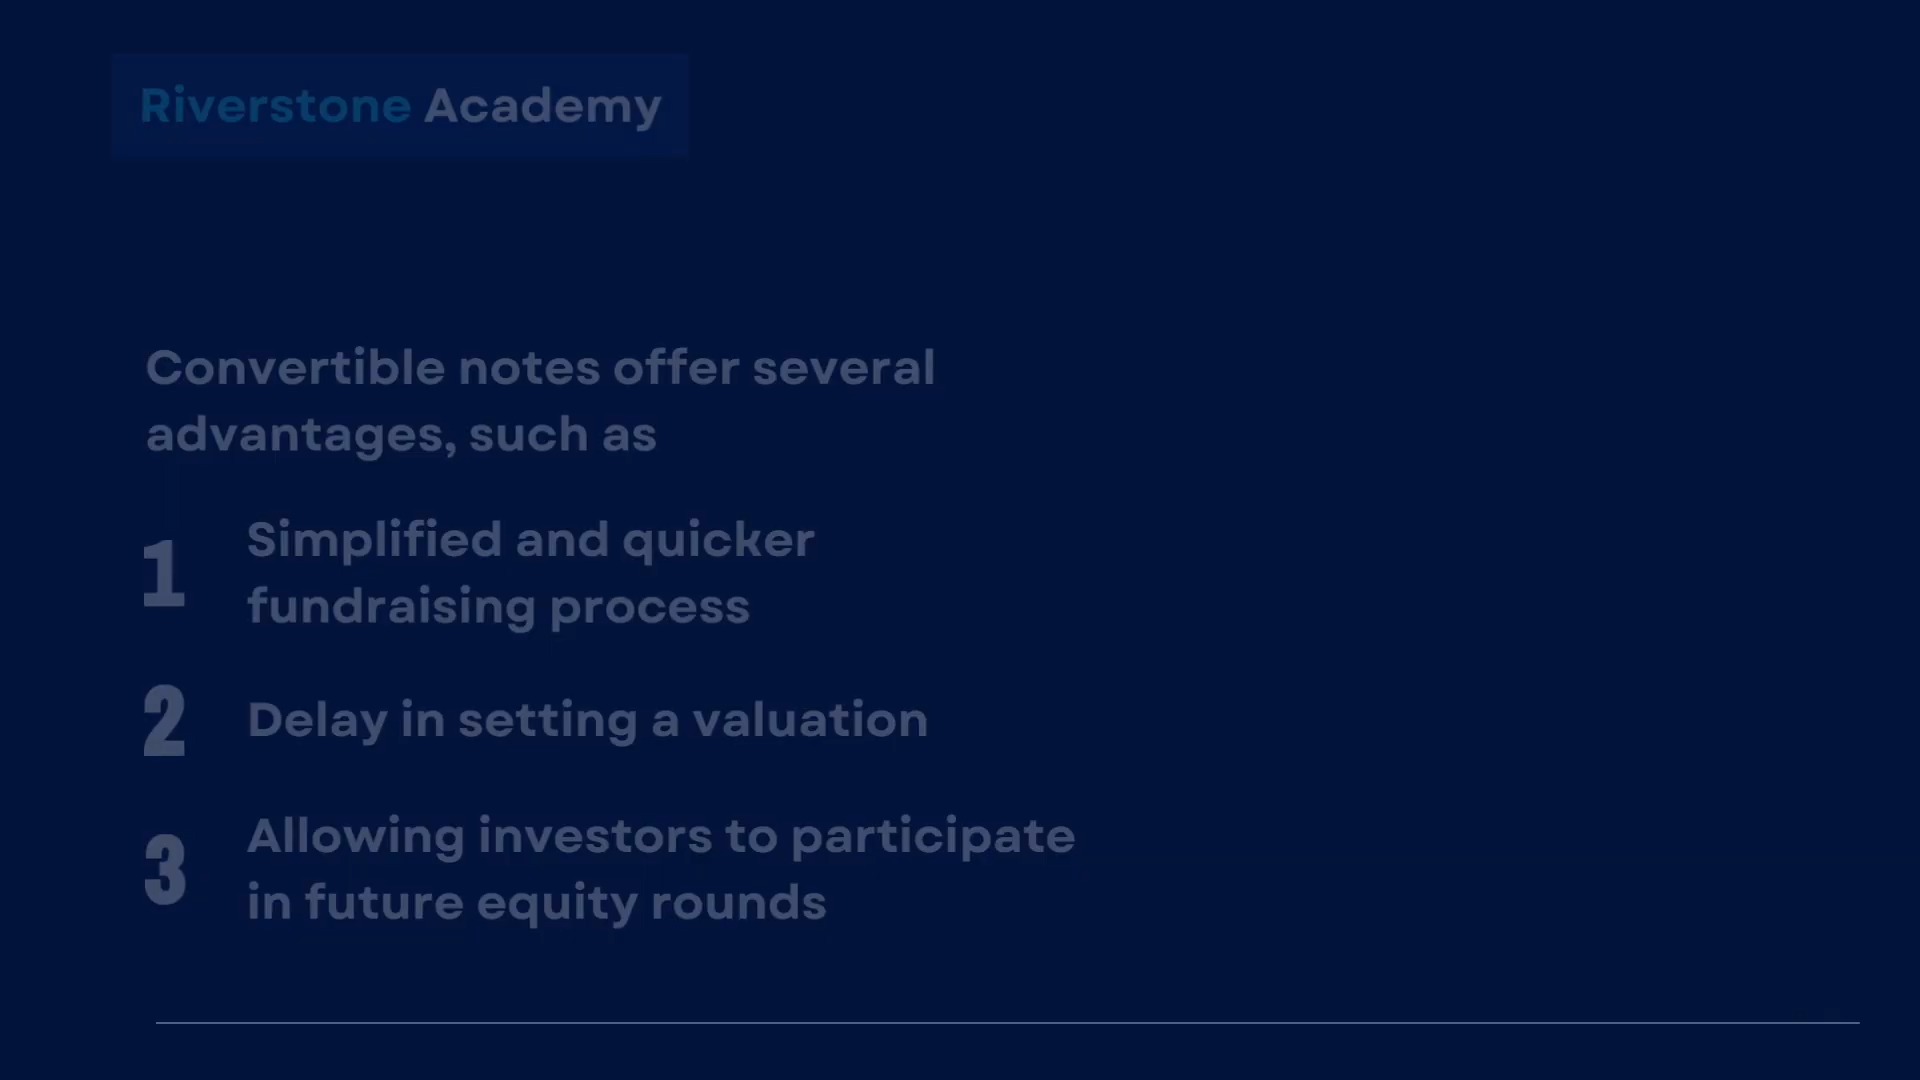 Riverstone Academy
Convertible notes offer several
advantages, such as
1
Simplified and quicker
fundraising process
2
Delay in setting a valuation
3
Allowing investors to participate
in future equity rounds